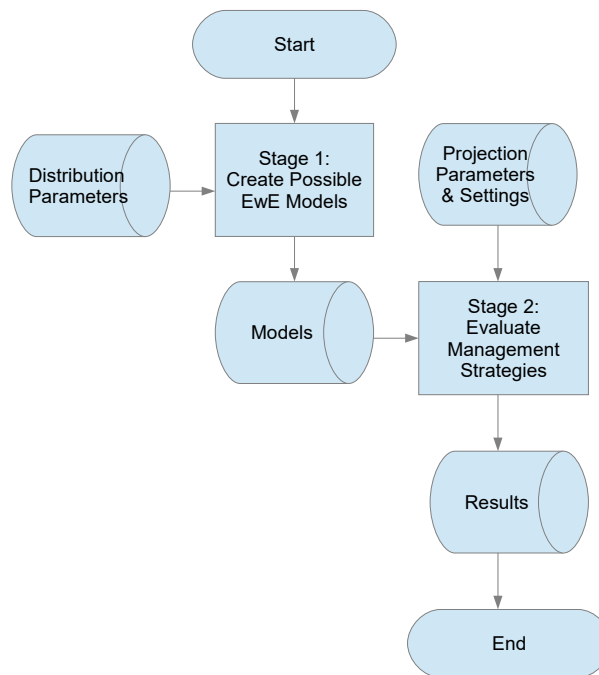 Start
Distribution
Parameters
Stage 1:
Create Possible
EwE Models
Projection
Parameters
& Settings
Models
Stage 2:
Evaluate
Management
Strategies
Results
End